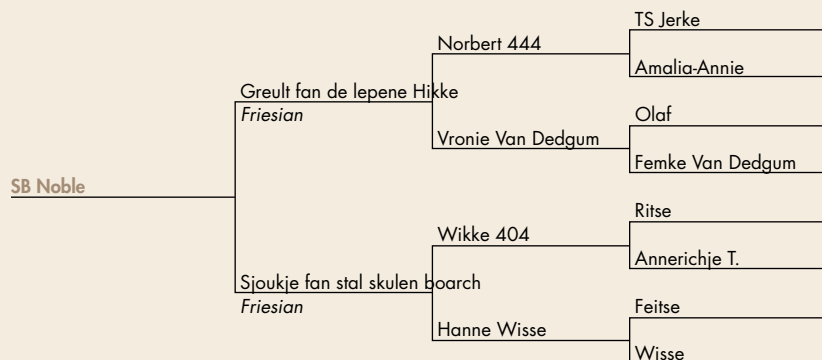 TS Jerke
Norbert 444
Amalia-Annie
Greult fan de lepene Hikke
Friesian
Olaf
Vronie Van Dedgum
Femke Van Dedgum
SB Noble
Ritse
Wikke 404
Annerichje T.
Sjoukje fan stal skulen boarch
Friesian
Feitse
Hanne Wisse
Wisse